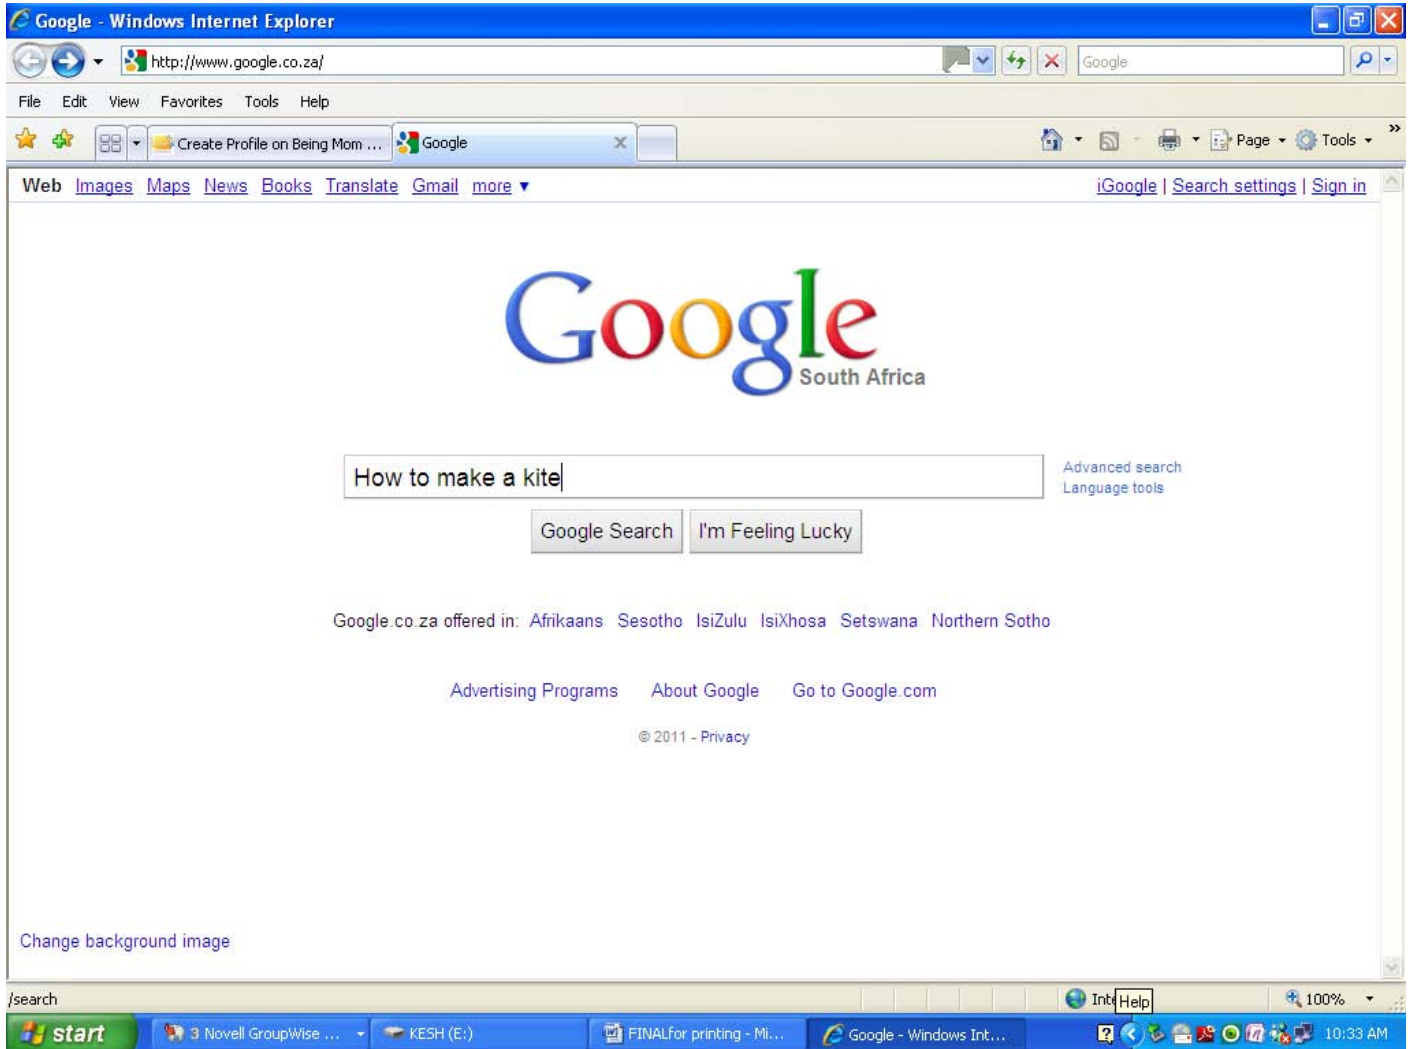 Google - Windows Internet Explorer
http://www.google.co.za/ Google
File Edit View Favorites Tools Help
Create Profile on Being Mom ... Google Page Tools »
Web Images Maps News Books Translate Gmail more ▼ iGoogle | Search settings | Sign in
Google
South Africa
How to make a kite
Advanced search
Language tools
Google Search I'm Feeling Lucky
Google.co.za offered in: Afrikaans Sesotho IsiZulu IsiXhosa Setswana Northern Sotho
Advertising Programs About Google Go to Google.com
© 2011 - Privacy
Change background image
/search Inte Help 100%
start 3 Novell GroupWise ... KESH (E:) FINALfor printing - Mi... Google - Windows Int... 10:33 AM